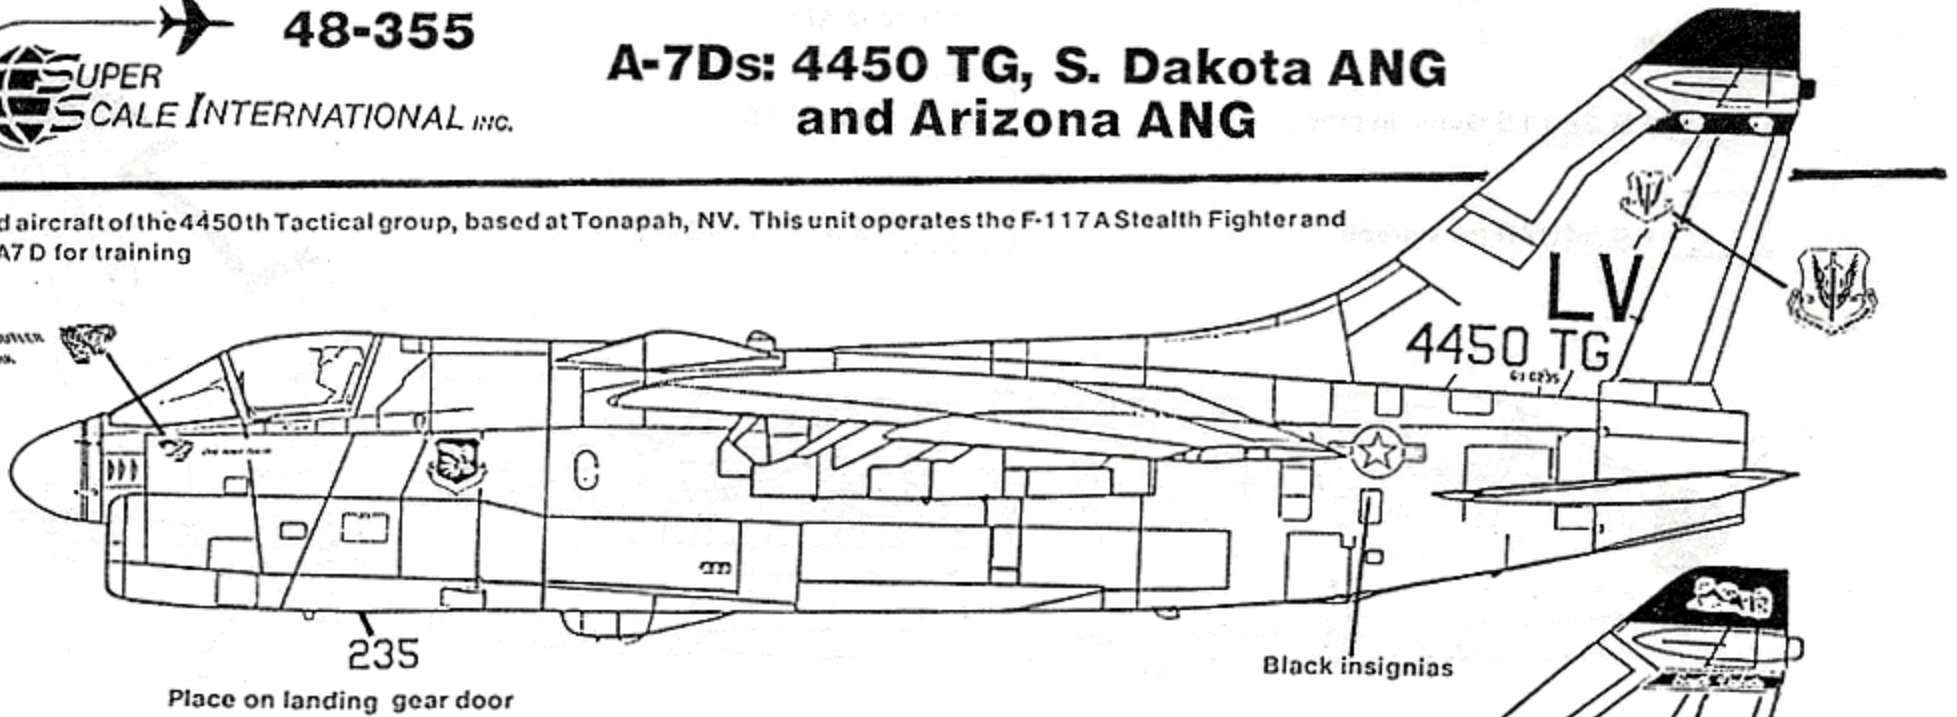 48-355
SUPER
SCALE INTERNATIONAL INC.
A-7Ds: 4450 TG, S. Dakota ANG
and Arizona ANG
d aircraft of the 4450th Tactical group, based at Tonapah, NV. This unit operates the F-117A Stealth Fighter and
A7 D for training
LV
4450 TG
235
Place on landing gear door
Black insignias